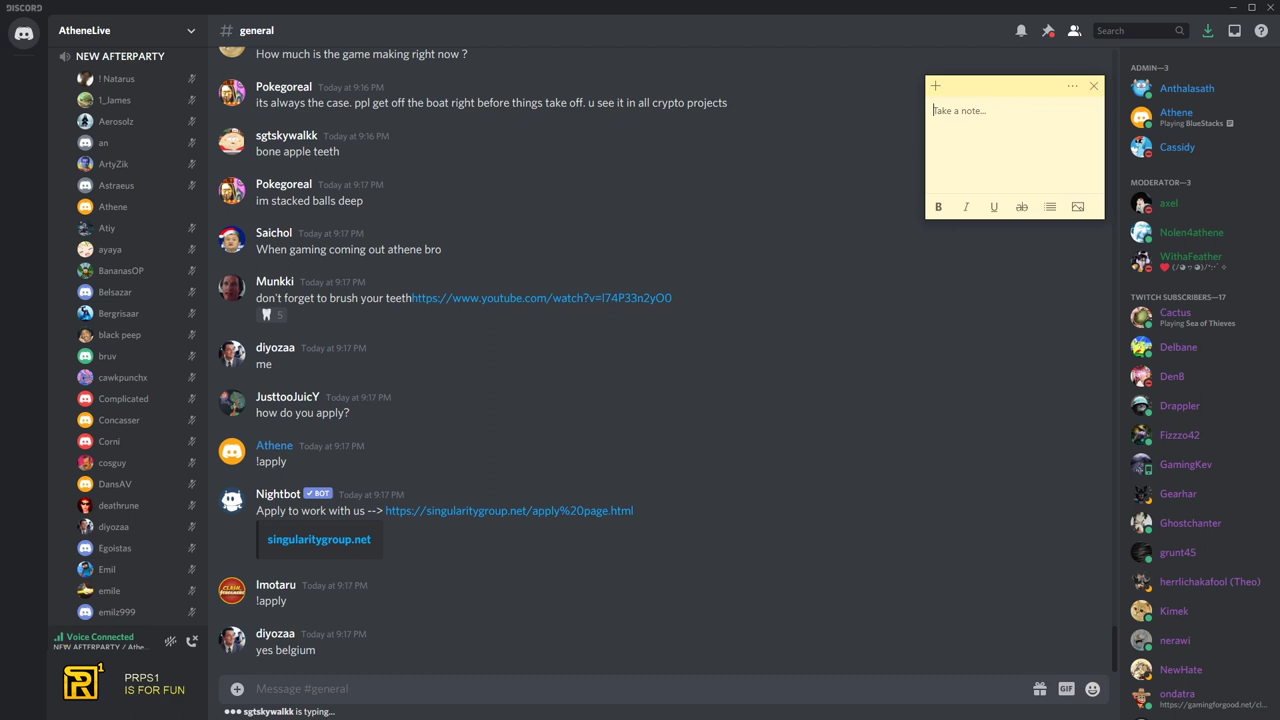 DISCORD
AtheneLive
# general
Search
NEW AFTERPARTY
! Natarus
1_James
Aerosolz
an
ArtyZik
Astraeus
Athene
Atiy
ayaya
BananasOP
Belsazar
Bergrisaar
black peep
bruv
cawkpunchx
Complicated
Concasser
Corni
cosguy
DansAV
deathrune
diyozaa
Egoistas
Emil
emile
emilz999
Voice Connected
NEW AFTERPARTY / Athe...
1
PRPS1
IS FOR FUN
How much is the game making right now ?
Pokegoreal Today at 9:16 PM
its always the case. ppl get off the boat right before things take off. u see it in all crypto projects
sgtskywalkk Today at 9:16 PM
bone apple teeth
Pokegoreal Today at 9:17 PM
im stacked balls deep
Saichol Today at 9:17 PM
When gaming coming out athene bro
Munkki Today at 9:17 PM
don't forget to brush your teethhttps://www.youtube.com/watch?v=I74P33n2yO0
5
diyozaa Today at 9:17 PM
me
JusttooJuicY Today at 9:17 PM
how do you apply?
Athene Today at 9:17 PM
!apply
Nightbot ✓ BOT Today at 9:17 PM
Apply to work with us --> https://singularitygroup.net/apply%20page.html
singularitygroup.net
Imotaru Today at 9:17 PM
!apply
diyozaa Today at 9:17 PM
yes belgium
Message #general
GIF
sgtskywalkk is typing...
Take a note...
B I U ab
ADMIN—3
Anthalasath
Athene
Playing BlueStacks
Cassidy
MODERATOR—3
axel
Nolen4athene
WithaFeather
TWITCH SUBSCRIBERS—17
Cactus
Playing Sea of Thieves
Delbane
DenB
Drappler
Fizzzo42
GamingKev
Gearhar
Ghostchanter
grunt45
herrlichakafool (Theo)
Kimek
nerawi
NewHate
ondatra
https://gamingforgood.net/cl...